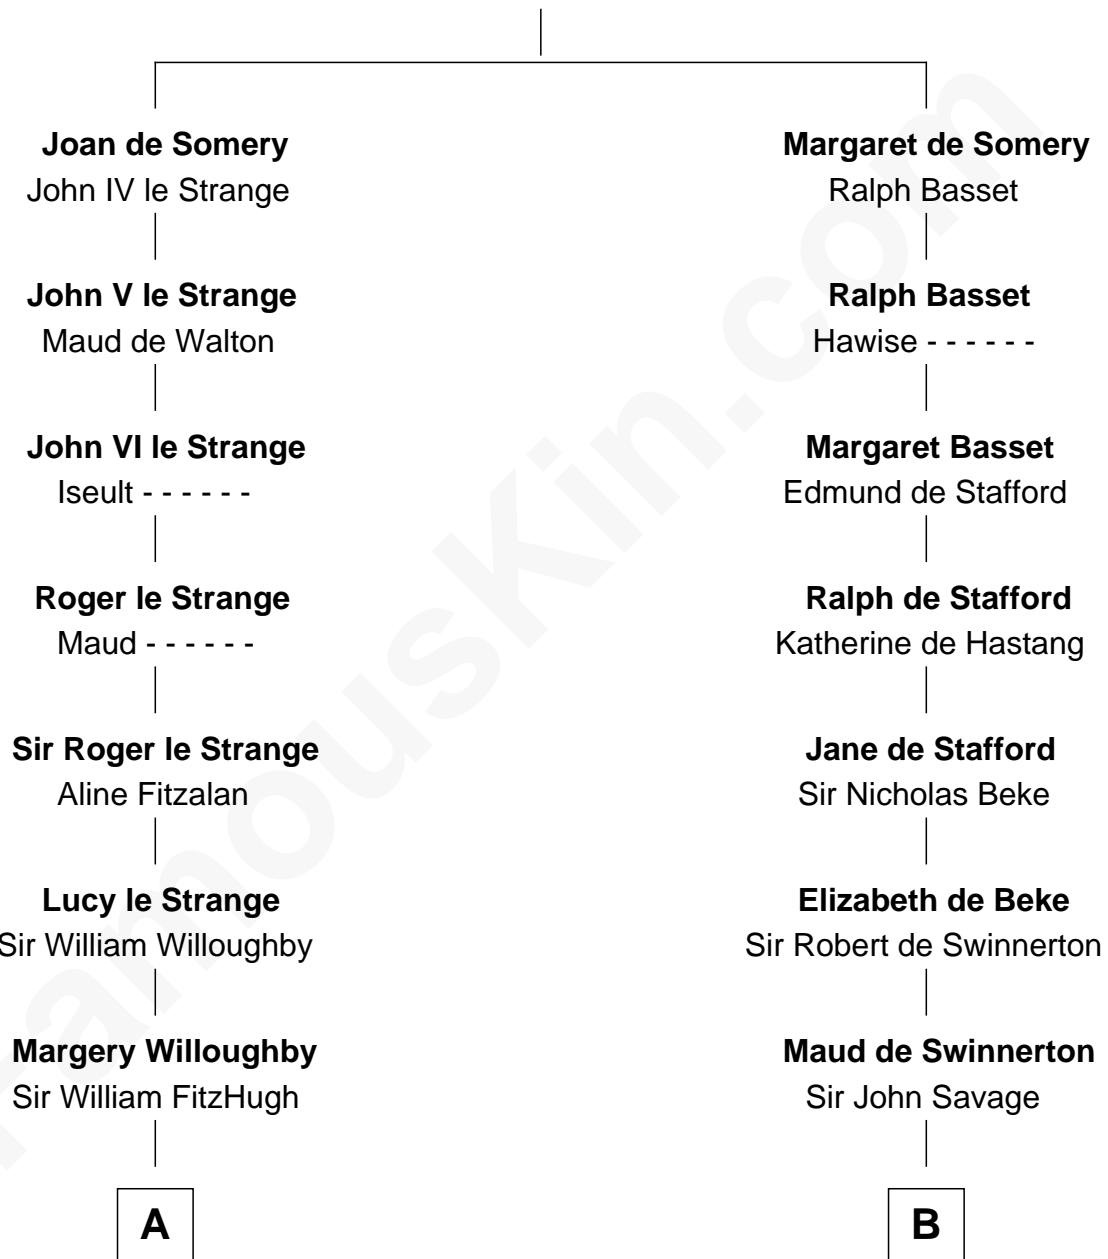 Joan de Somery
John IV le Strange
John V le Strange
Maud de Walton
John VI le Strange
Iseult - - - - - -
Roger le Strange
Maud - - - - - -
Sir Roger le Strange
Aline Fitzalan
Lucy le Strange
Sir William Willoughby
Margery Willoughby
Sir William FitzHugh
A
Margaret de Somery
Ralph Basset
Ralph Basset
Hawise - - - - - -
Margaret Basset
Edmund de Stafford
Ralph de Stafford
Katherine de Hastang
Jane de Stafford
Sir Nicholas Beke
Elizabeth de Beke
Sir Robert de Swinnerton
Maud de Swinnerton
Sir John Savage
B
FamousKin.com